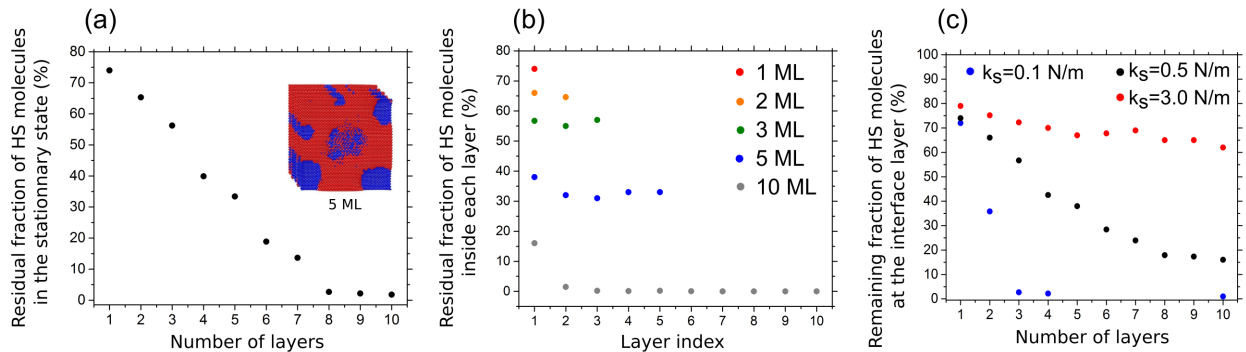 (a)
Residual fraction of HS molecules
in the stationnary state (%)
80
70
60
50
40
30
20
10
0
5 ML
1 2 3 4 5 6 7 8 9 10
Number of layers
(b)
Residual fraction of HS molecules
inside each layer (%)
80
70
60
50
40
30
20
10
0
1 ML
2 ML
3 ML
5 ML
10 ML
1 2 3 4 5 6 7 8 9 10
Layer index
(c)
Remaining fraction of HS molecules
at the interface layer (%)
100
90
80
70
60
50
40
30
20
10
0
kS=0.1 N/m
kS=0.5 N/m
kS=3.0 N/m
1 2 3 4 5 6 7 8 9 10
Number of layers